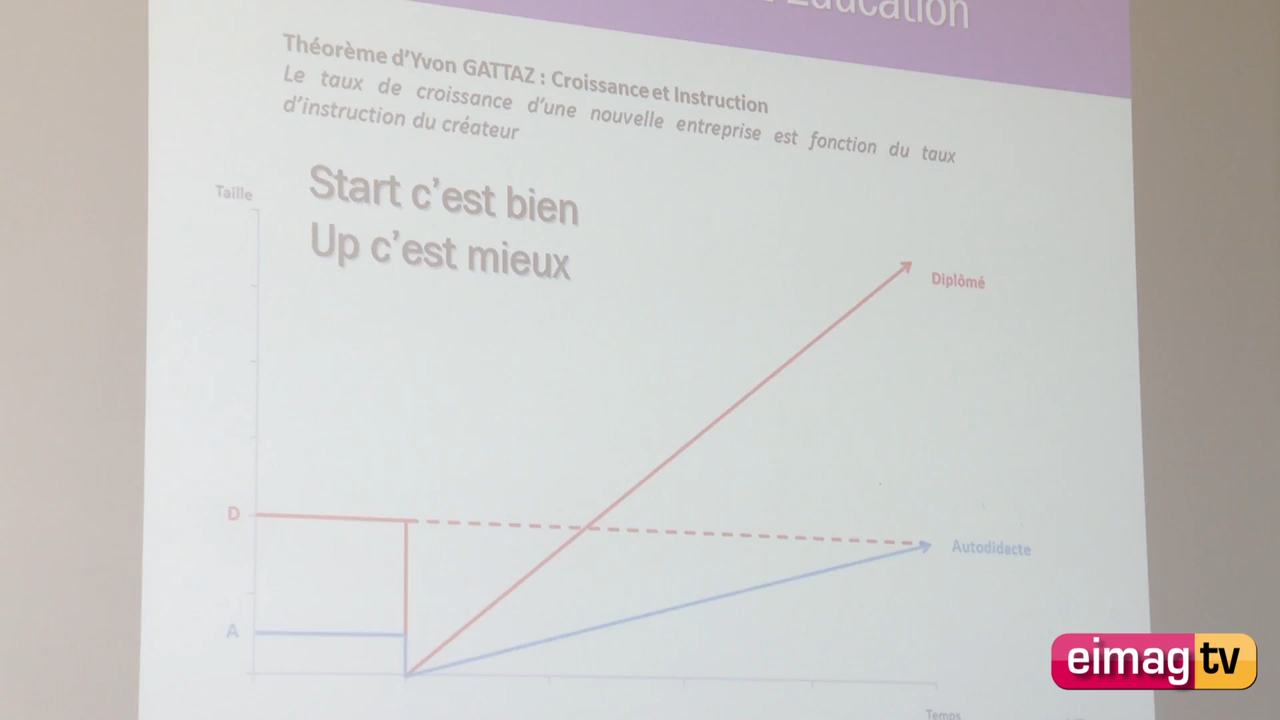 Education
Théorème d'Yvon GATTAZ : Croissance et Instruction
Le taux de croissance d'une nouvelle entreprise est fonction du taux
d'instruction du créateur
Start c'est bien
Up c'est mieux
Taille
Diplômé
D
Autodidacte
A
Temps
eimag tv